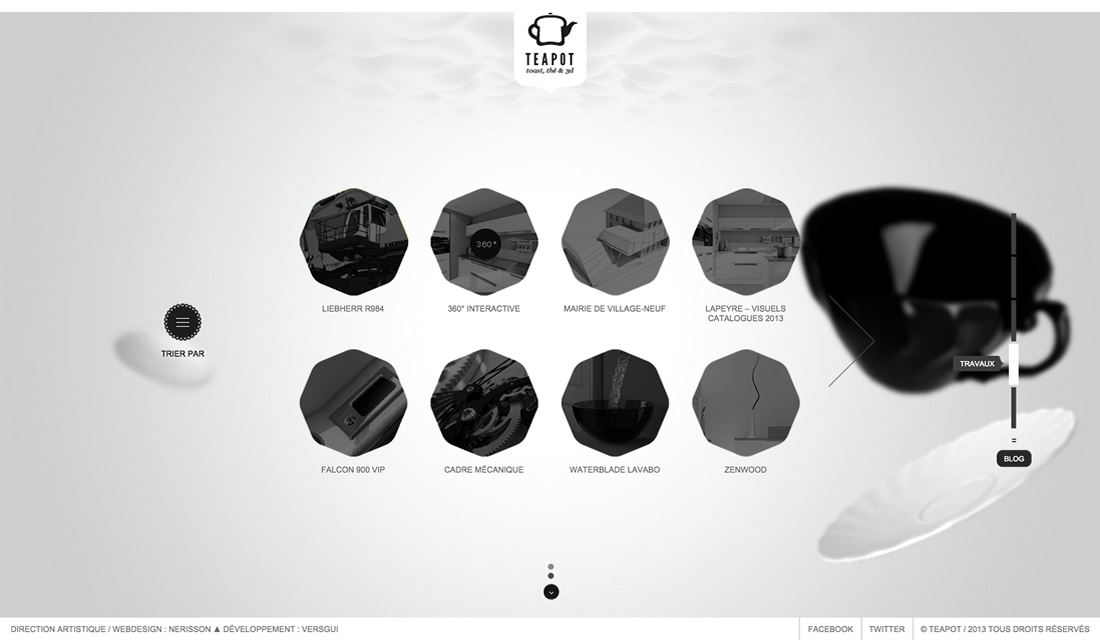 TEAPOT
toast, thé & 3d
360°
LIEBHERR R984
360° INTERACTIVE
MAIRIE DE VILLAGE-NEUF
LAPEYRE – VISUELS
CATALOGUES 2013
TRIER PAR
TRAVAUX
FALCON 900 VIP
CADRE MÉCANIQUE
WATERBLADE LAVABO
ZENWOOD
BLOG
DIRECTION ARTISTIQUE / WEBDESIGN : NERISSON ▲ DÉVELOPPEMENT : VERSGUI
FACEBOOK
TWITTER
© TEAPOT / 2013 TOUS DROITS RÉSERVÉS